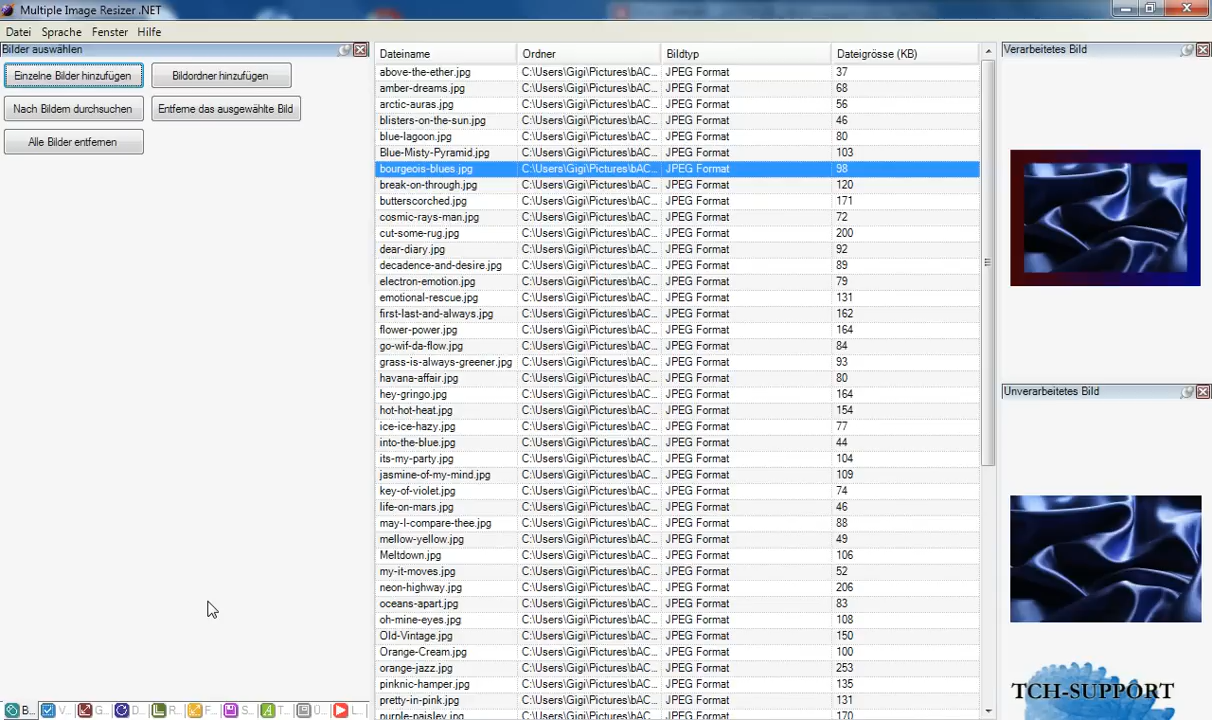 Multiple Image Resizer .NET
Datei Sprache Fenster Hilfe
Bilder auswählen
Einzelne Bilder hinzufügen Bildordner hinzufügen
Nach Bildern durchsuchen Entferne das ausgewählte Bild
Alle Bilder entfernen
Dateiname Ordner Bildtyp Dateigrösse (KB)
above-the-ether.jpg C:\Users\Gigi\Pictures\bAC... JPEG Format 37
amber-dreams.jpg C:\Users\Gigi\Pictures\bAC... JPEG Format 68
arctic-auras.jpg C:\Users\Gigi\Pictures\bAC... JPEG Format 56
blisters-on-the-sun.jpg C:\Users\Gigi\Pictures\bAC... JPEG Format 46
blue-lagoon.jpg C:\Users\Gigi\Pictures\bAC... JPEG Format 80
Blue-Misty-Pyramid.jpg C:\Users\Gigi\Pictures\bAC... JPEG Format 103
bourgeois-blues.jpg C:\Users\Gigi\Pictures\bAC... JPEG Format 98
break-on-through.jpg C:\Users\Gigi\Pictures\bAC... JPEG Format 120
butterscorched.jpg C:\Users\Gigi\Pictures\bAC... JPEG Format 171
cosmic-rays-man.jpg C:\Users\Gigi\Pictures\bAC... JPEG Format 72
cut-some-rug.jpg C:\Users\Gigi\Pictures\bAC... JPEG Format 200
dear-diary.jpg C:\Users\Gigi\Pictures\bAC... JPEG Format 92
decadence-and-desire.jpg C:\Users\Gigi\Pictures\bAC... JPEG Format 89
electron-emotion.jpg C:\Users\Gigi\Pictures\bAC... JPEG Format 79
emotional-rescue.jpg C:\Users\Gigi\Pictures\bAC... JPEG Format 131
first-last-and-always.jpg C:\Users\Gigi\Pictures\bAC... JPEG Format 162
flower-power.jpg C:\Users\Gigi\Pictures\bAC... JPEG Format 164
go-wif-da-flow.jpg C:\Users\Gigi\Pictures\bAC... JPEG Format 84
grass-is-always-greener.jpg C:\Users\Gigi\Pictures\bAC... JPEG Format 93
havana-affair.jpg C:\Users\Gigi\Pictures\bAC... JPEG Format 80
hey-gringo.jpg C:\Users\Gigi\Pictures\bAC... JPEG Format 164
hot-hot-heat.jpg C:\Users\Gigi\Pictures\bAC... JPEG Format 154
ice-ice-hazy.jpg C:\Users\Gigi\Pictures\bAC... JPEG Format 77
into-the-blue.jpg C:\Users\Gigi\Pictures\bAC... JPEG Format 44
its-my-party.jpg C:\Users\Gigi\Pictures\bAC... JPEG Format 104
jasmine-of-my-mind.jpg C:\Users\Gigi\Pictures\bAC... JPEG Format 109
key-of-violet.jpg C:\Users\Gigi\Pictures\bAC... JPEG Format 74
life-on-mars.jpg C:\Users\Gigi\Pictures\bAC... JPEG Format 46
may-I-compare-thee.jpg C:\Users\Gigi\Pictures\bAC... JPEG Format 88
mellow-yellow.jpg C:\Users\Gigi\Pictures\bAC... JPEG Format 49
Meltdown.jpg C:\Users\Gigi\Pictures\bAC... JPEG Format 106
my-it-moves.jpg C:\Users\Gigi\Pictures\bAC... JPEG Format 52
neon-highway.jpg C:\Users\Gigi\Pictures\bAC... JPEG Format 206
oceans-apart.jpg C:\Users\Gigi\Pictures\bAC... JPEG Format 83
oh-mine-eyes.jpg C:\Users\Gigi\Pictures\bAC... JPEG Format 108
Old-Vintage.jpg C:\Users\Gigi\Pictures\bAC... JPEG Format 150
Orange-Cream.jpg C:\Users\Gigi\Pictures\bAC... JPEG Format 100
orange-jazz.jpg C:\Users\Gigi\Pictures\bAC... JPEG Format 253
pinknic-hamper.jpg C:\Users\Gigi\Pictures\bAC... JPEG Format 135
pretty-in-pink.jpg C:\Users\Gigi\Pictures\bAC... JPEG Format 131
purple-paisley.jpg C:\Users\Gigi\Pictures\bAC... JPEG Format 170
Verarbeitetes Bild
Unverarbeitetes Bild
TCH-SUPPORT
B... V... G... D... R... F... S... T... Ü... L...